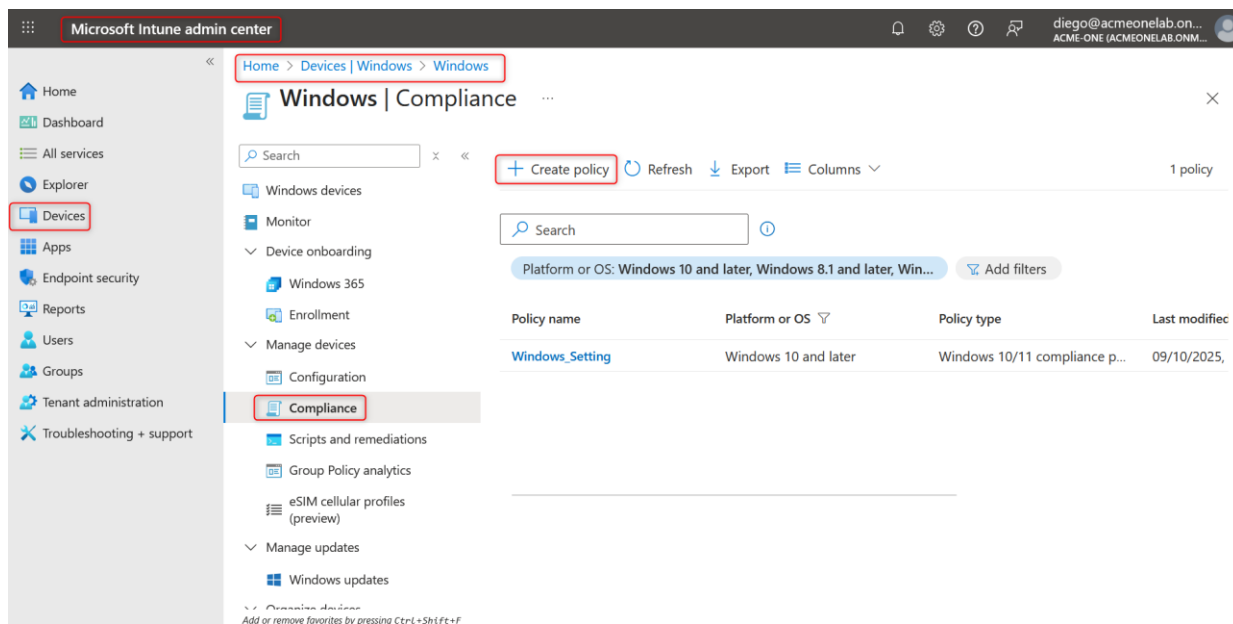 Microsoft Intune admin center
diego@acmeonelab.on...
ACME-ONE (ACMEONELAB.ONM...
Home
Dashboard
All services
Explorer
Devices
Apps
Endpoint security
Reports
Users
Groups
Tenant administration
Troubleshooting + support
Home > Devices | Windows > Windows
Windows | Compliance ...
Search
Windows devices
Monitor
Device onboarding
Windows 365
Enrollment
Manage devices
Configuration
Compliance
Scripts and remediations
Group Policy analytics
eSIM cellular profiles
(preview)
Manage updates
Windows updates
Organize devices
Add or remove favorites by pressing Ctrl+Shift+F
Create policy Refresh Export Columns 1 policy
Search
Platform or OS: Windows 10 and later, Windows 8.1 and later, Win... Add filters
Policy name Platform or OS Policy type Last modified
Windows_Setting Windows 10 and later Windows 10/11 compliance p... 09/10/2025,